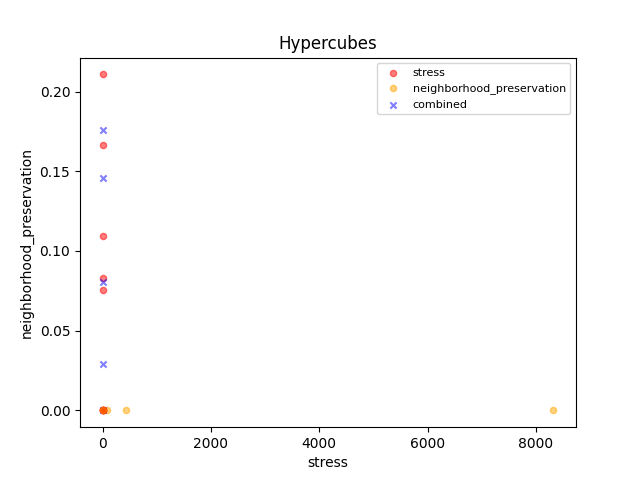 Hypercubes
stress
neighborhood_preservation
combined
0.20
0.15
0.10
0.05
0.00
neighborhood_preservation
0
2000
4000
6000
8000
stress